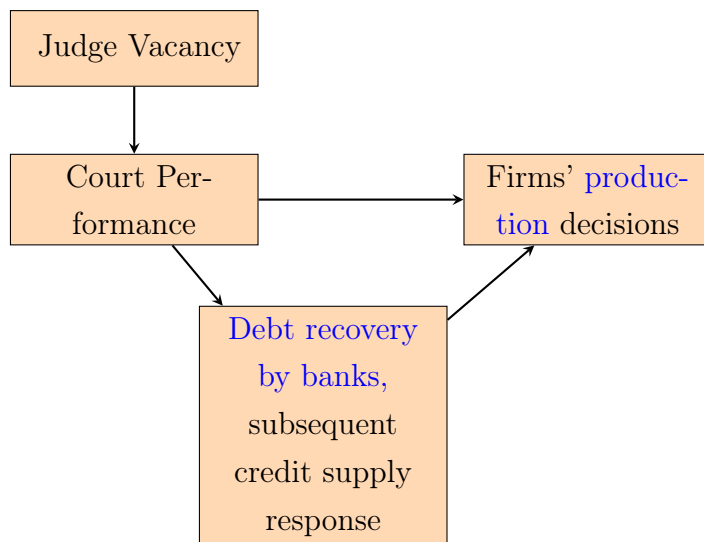 Judge Vacancy
Court Per-
formance
Firms' produc-
tion decisions
Debt recovery
by banks,
subsequent
credit supply
response